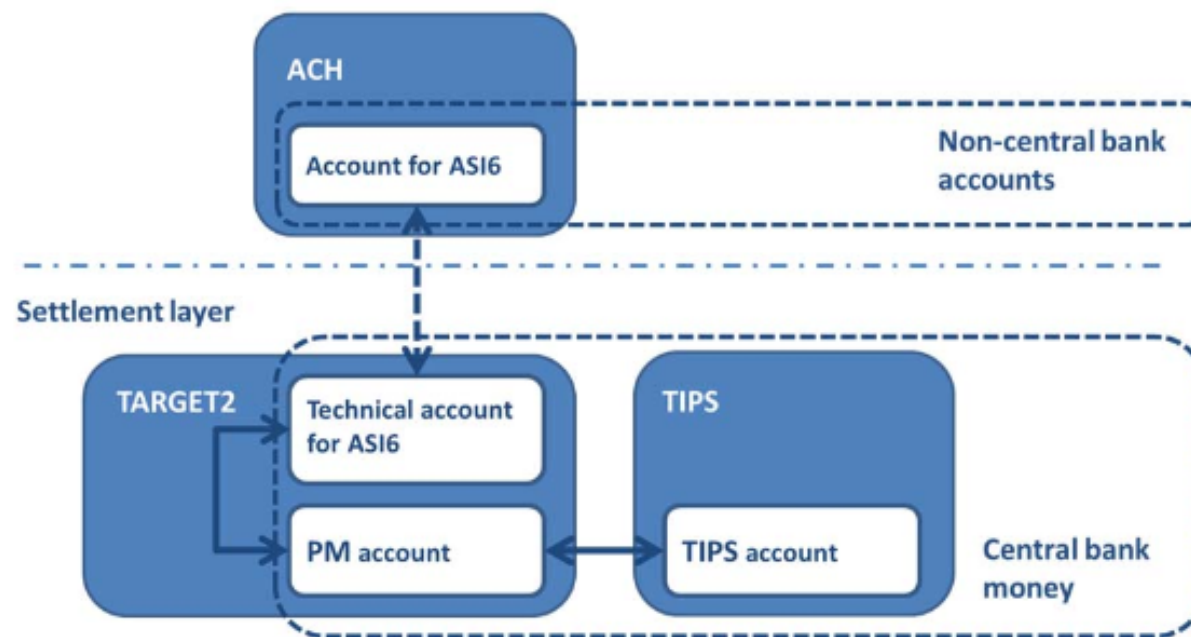 ACH
Account for ASI6
Non-central bank
accounts
Settlement layer
TARGET2
Technical account
for ASI6
PM account
TIPS
TIPS account
Central bank
money